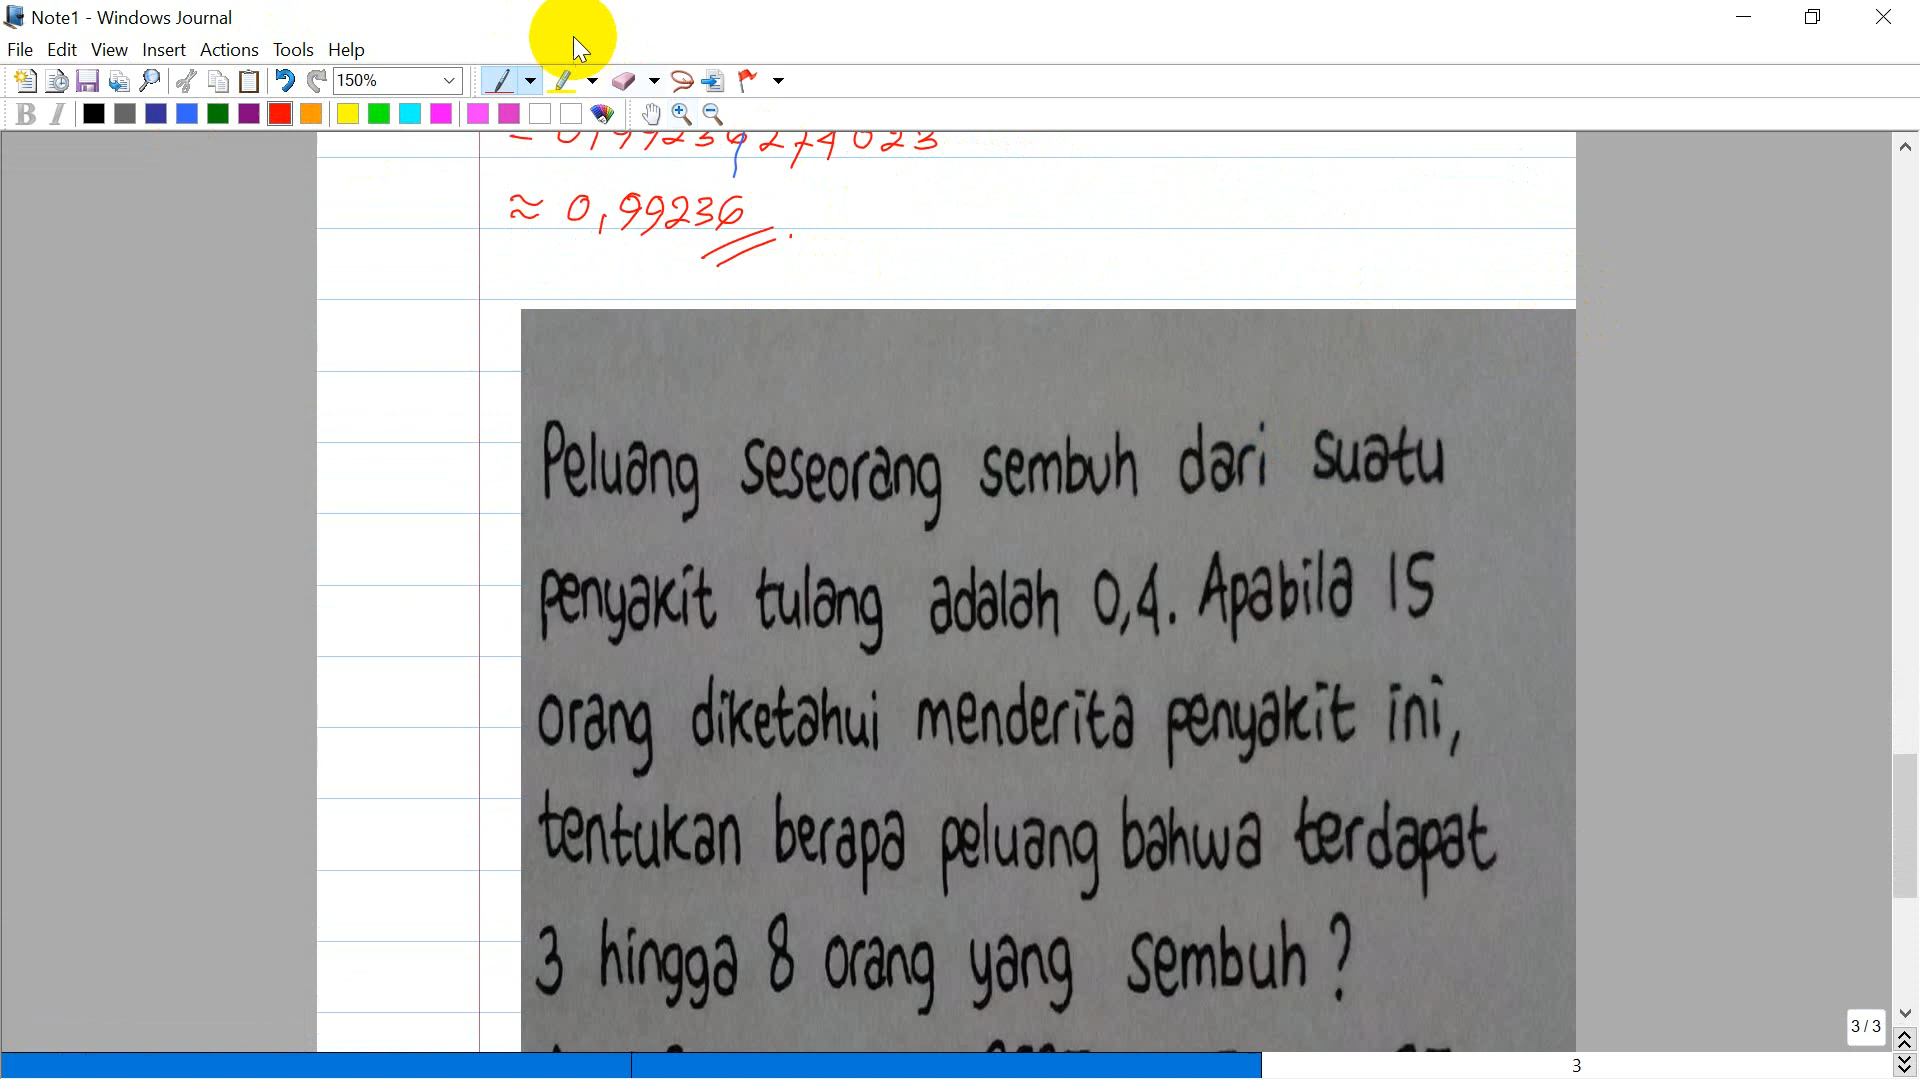 Note1 - Windows Journal
File Edit View Insert Actions Tools Help
150%
B I
≈ 0,99236
Peluang seseorang sembuh dari suatu
penyakit tulang adalah 0,4. Apabila 15
orang diketahui menderita penyakit ini,
tentukan berapa peluang bahwa terdapat
3 hingga 8 orang yang sembuh?
3 / 3
3